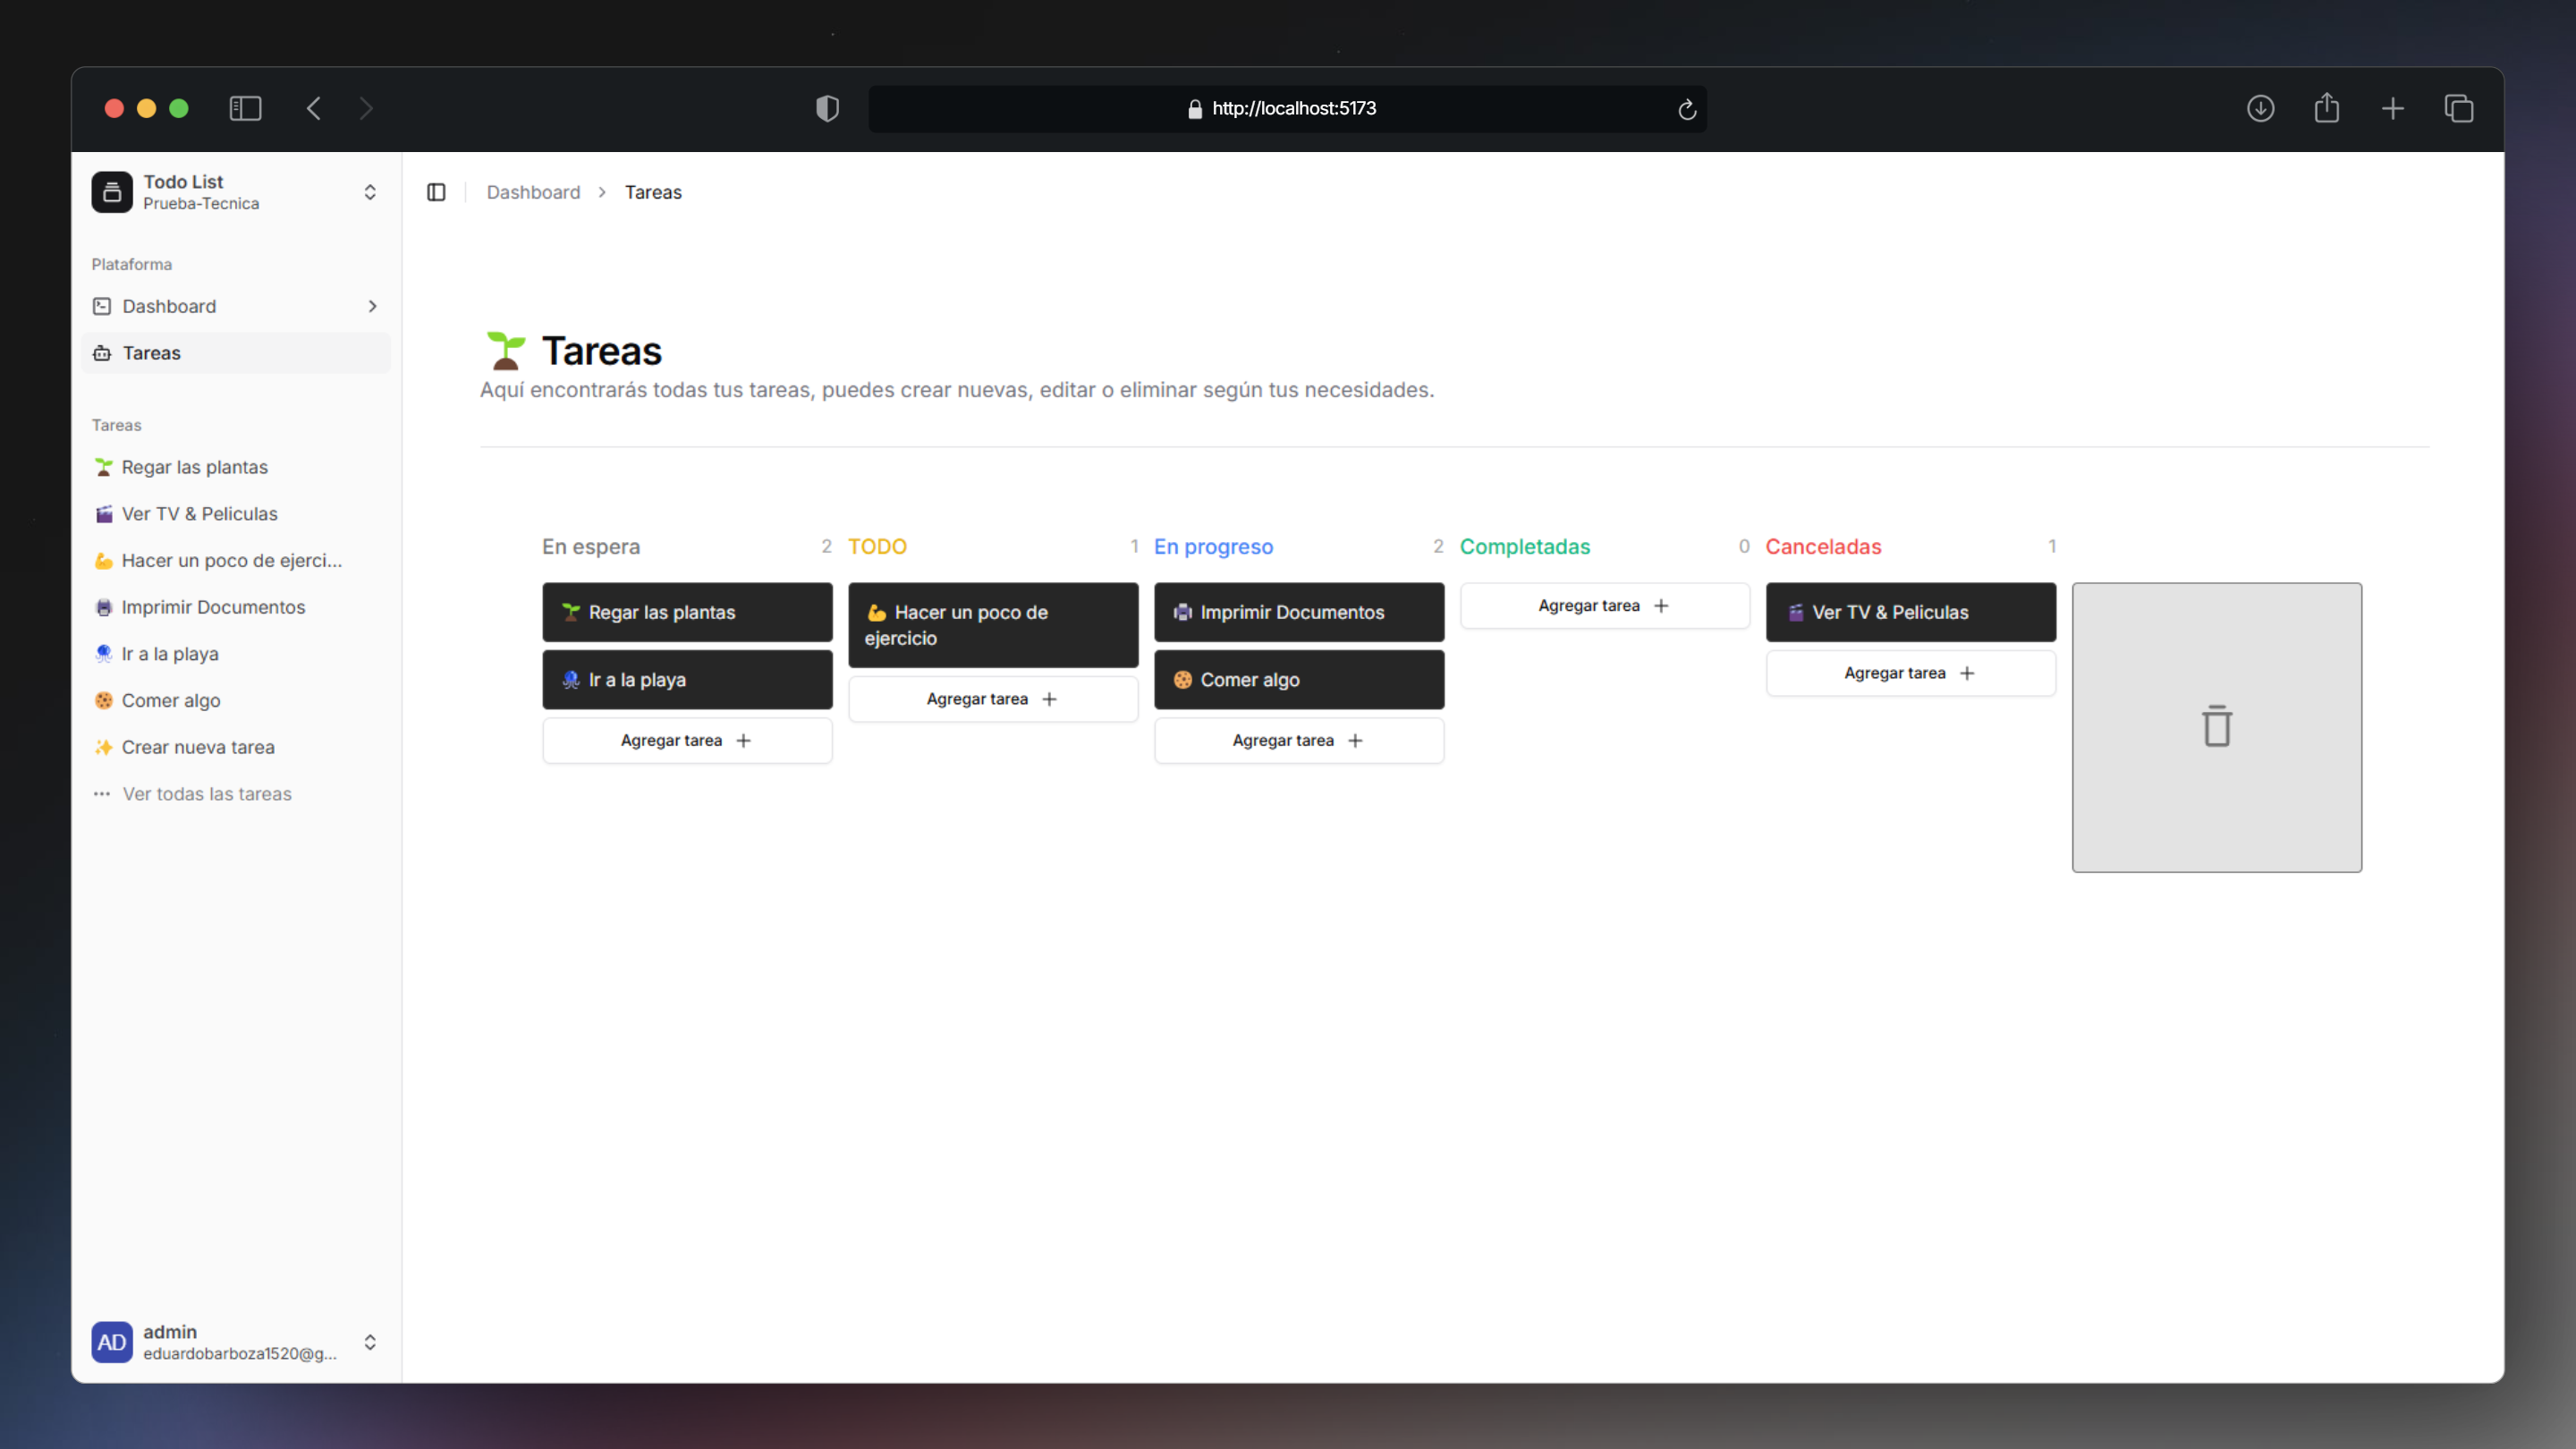 http://localhost:5173
Todo List
Prueba-Tecnica
Dashboard
Tareas
Plataforma
Dashboard
Tareas
Tareas
Regar las plantas
Ver TV & Peliculas
Hacer un poco de ejerci...
Imprimir Documentos
Ir a la playa
Comer algo
Crear nueva tarea
Ver todas las tareas
AD
admin
eduardobarboza1520@g...
Tareas
Aquí encontrarás todas tus tareas, puedes crear nuevas, editar o eliminar según tus necesidades.
En espera 2
Regar las plantas
Ir a la playa
Agregar tarea
TODO 1
Hacer un poco de
ejercicio
Agregar tarea
En progreso 2
Imprimir Documentos
Comer algo
Agregar tarea
Completadas 0
Agregar tarea
Canceladas 1
Ver TV & Peliculas
Agregar tarea